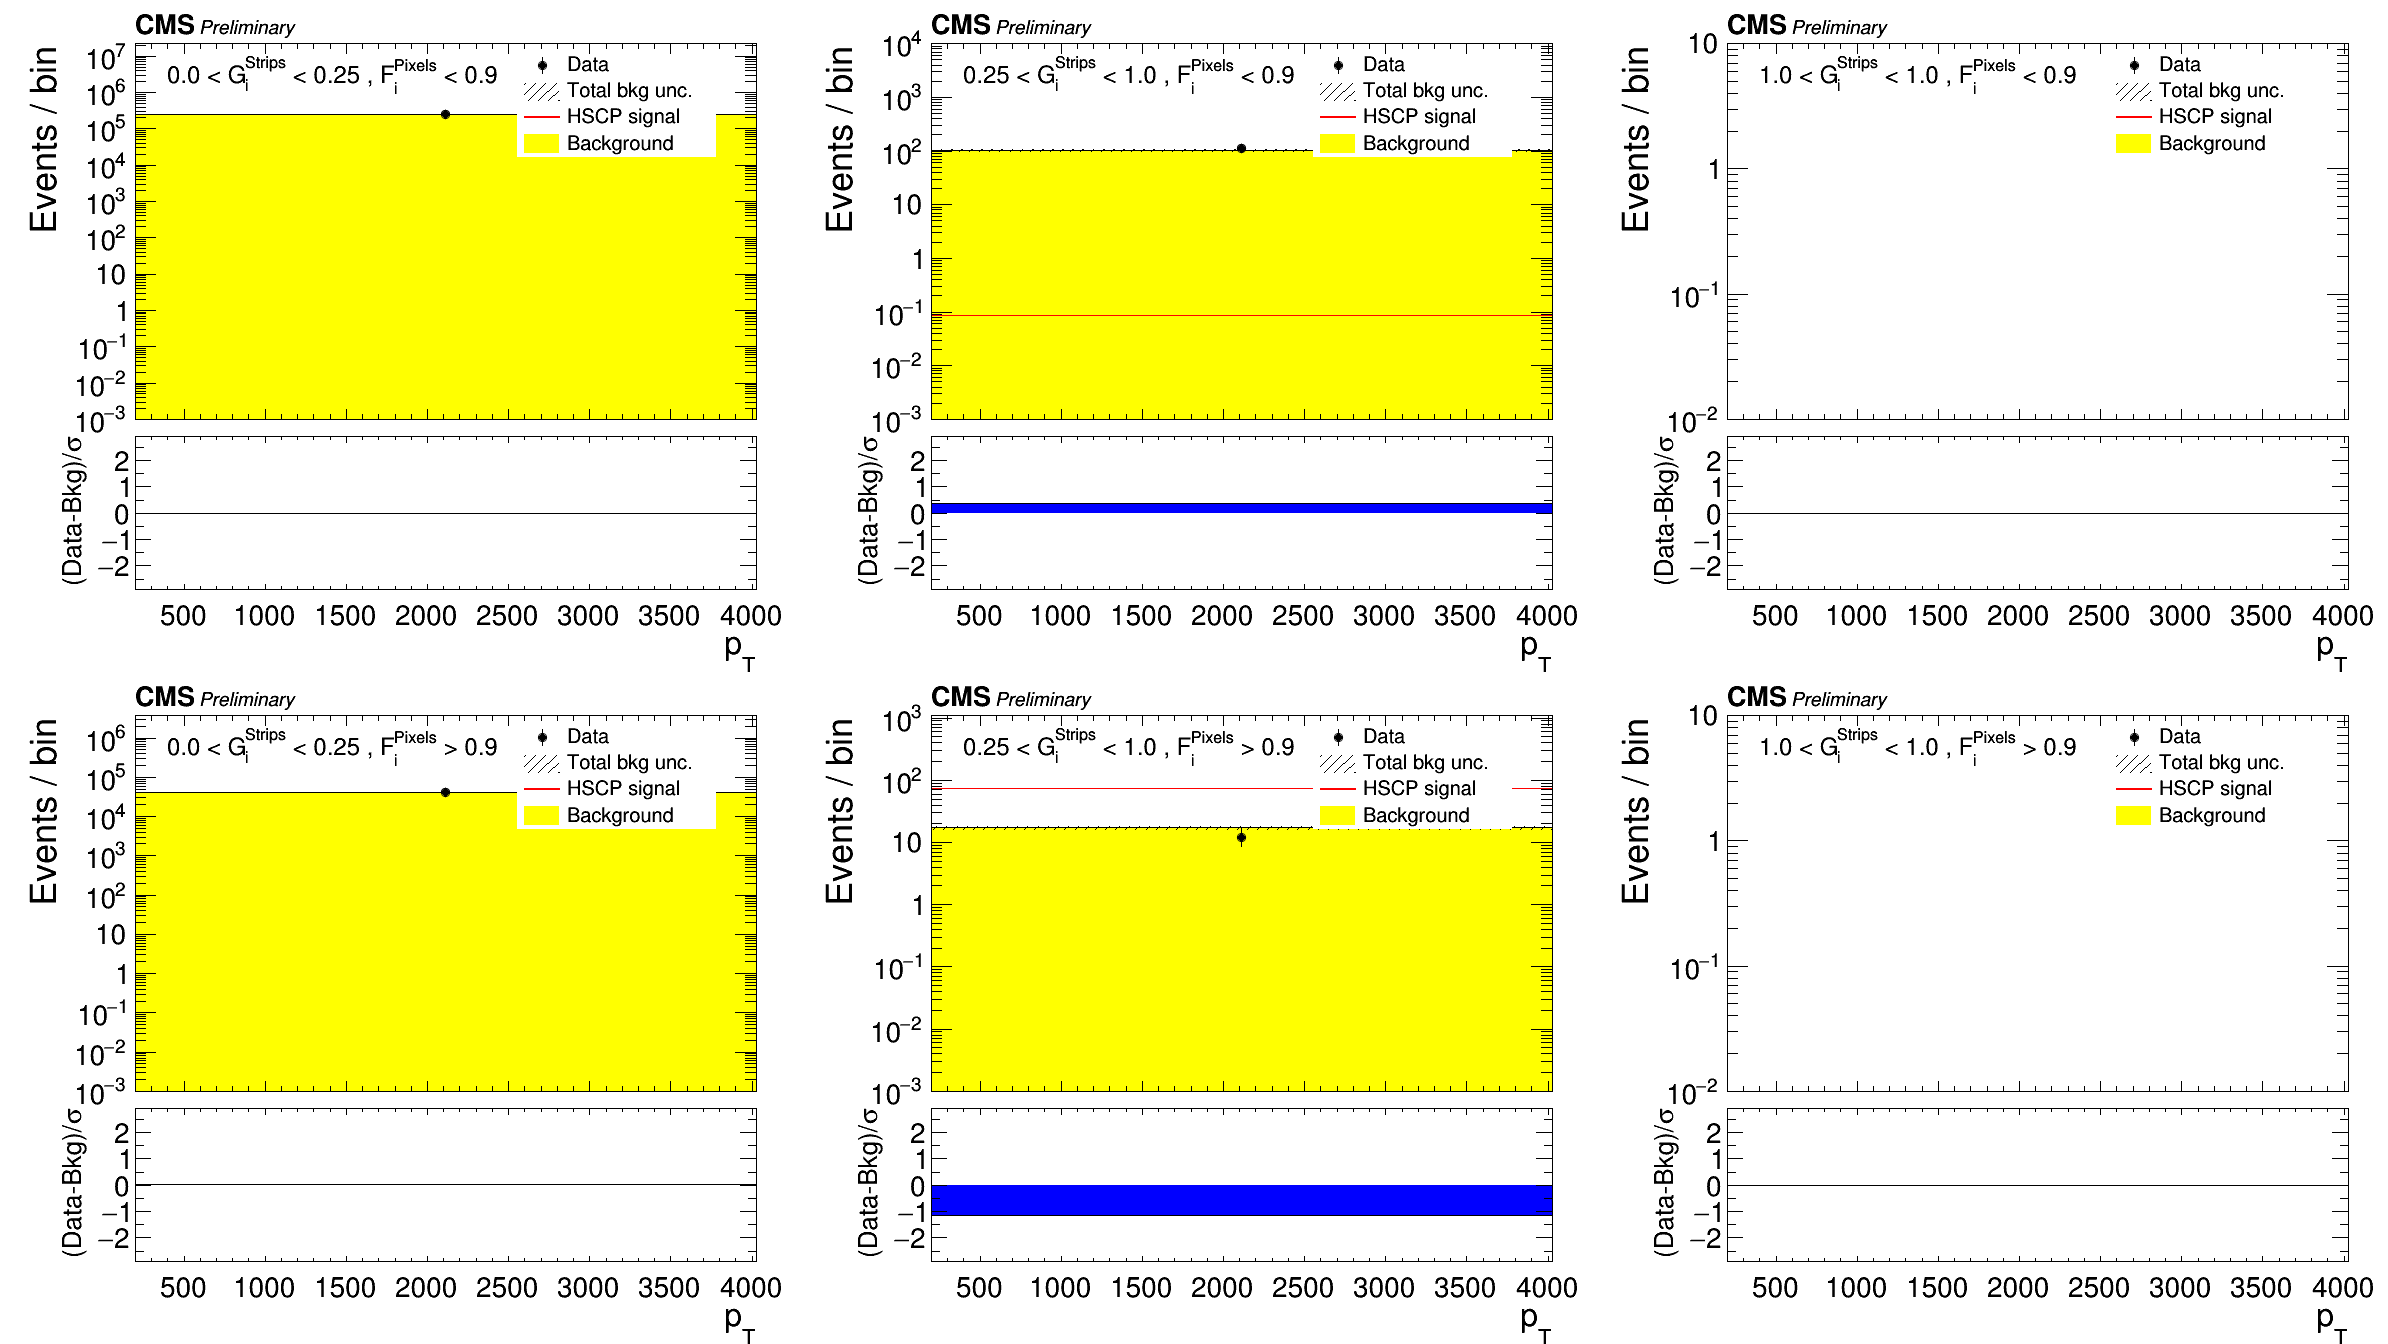 CMS Preliminary
Events / bin
10^7
10^6
10^5
10^4
10^3
10^2
10
1
10^−1
10^−2
10^−3
0.0 < G_i^Strips < 0.25 , F_i^Pixels < 0.9
Data
Total bkg unc.
HSCP signal
Background
(Data-Bkg)/σ
2
1
0
−1
−2
500 1000 1500 2000 2500 3000 3500 4000
p_T
CMS Preliminary
Events / bin
10^4
10^3
10^2
10
1
10^−1
10^−2
10^−3
0.25 < G_i^Strips < 1.0 , F_i^Pixels < 0.9
Data
Total bkg unc.
HSCP signal
Background
(Data-Bkg)/σ
2
1
0
−1
−2
500 1000 1500 2000 2500 3000 3500 4000
p_T
CMS Preliminary
Events / bin
10
1
10^−1
10^−2
1.0 < G_i^Strips < 1.0 , F_i^Pixels < 0.9
Data
Total bkg unc.
HSCP signal
Background
(Data-Bkg)/σ
2
1
0
−1
−2
500 1000 1500 2000 2500 3000 3500 4000
p_T
CMS Preliminary
Events / bin
10^6
10^5
10^4
10^3
10^2
10
1
10^−1
10^−2
10^−3
0.0 < G_i^Strips < 0.25 , F_i^Pixels > 0.9
Data
Total bkg unc.
HSCP signal
Background
(Data-Bkg)/σ
2
1
0
−1
−2
500 1000 1500 2000 2500 3000 3500 4000
p_T
CMS Preliminary
Events / bin
10^3
10^2
10
1
10^−1
10^−2
10^−3
0.25 < G_i^Strips < 1.0 , F_i^Pixels > 0.9
Data
Total bkg unc.
HSCP signal
Background
(Data-Bkg)/σ
2
1
0
−1
−2
500 1000 1500 2000 2500 3000 3500 4000
p_T
CMS Preliminary
Events / bin
10
1
10^−1
10^−2
1.0 < G_i^Strips < 1.0 , F_i^Pixels > 0.9
Data
Total bkg unc.
HSCP signal
Background
(Data-Bkg)/σ
2
1
0
−1
−2
500 1000 1500 2000 2500 3000 3500 4000
p_T